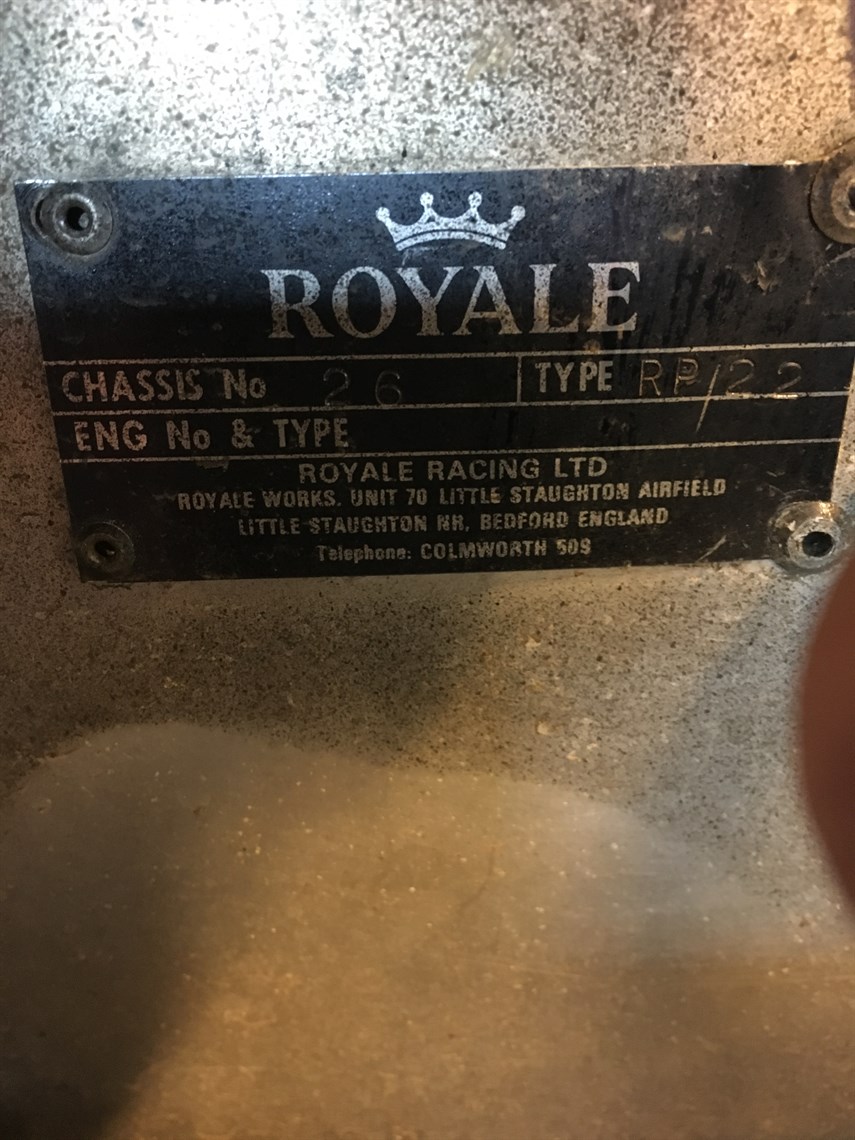 ROYALE
CHASSIS No 26 TYPE RP/22
ENG No & TYPE
ROYALE RACING LTD
ROYALE WORKS. UNIT 70 LITTLE STAUGHTON AIRFIELD
LITTLE STAUGHTON NR. BEDFORD ENGLAND
Telephone: COLMWORTH 509